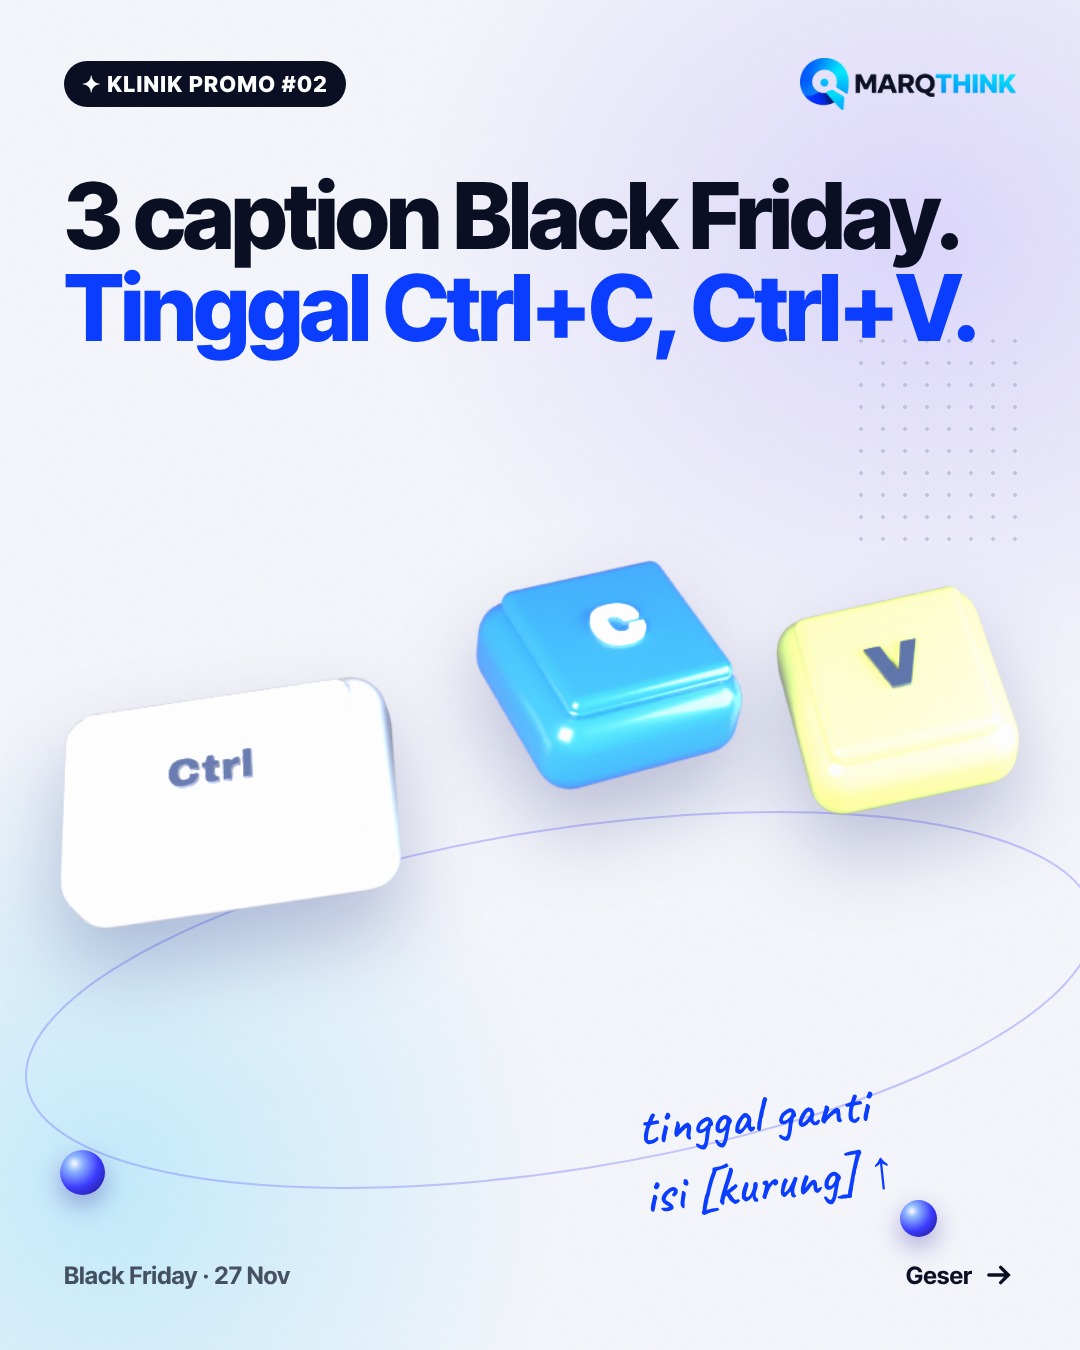 ✦ KLINIK PROMO #02
MARQTHINK
3 caption Black Friday.
Tinggal Ctrl+C, Ctrl+V.
C
V
Ctrl
tinggal ganti
isi [kurung] ↑
Black Friday · 27 Nov
Geser →